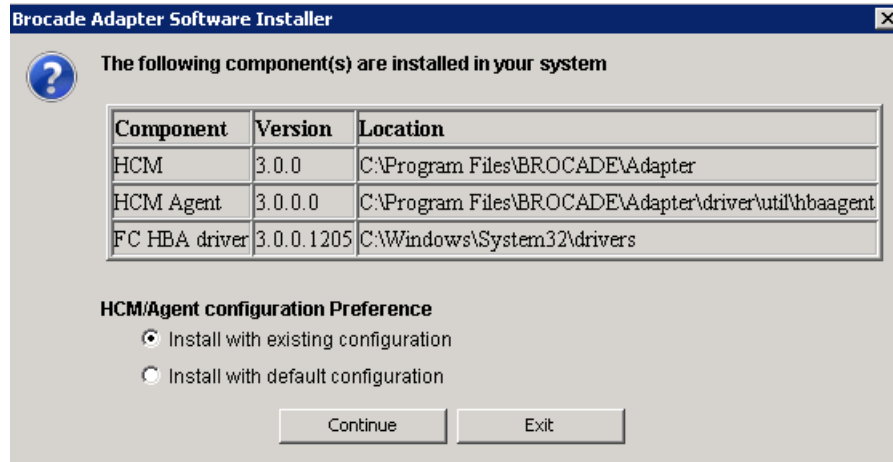 Brocade Adapter Software Installer
The following component(s) are installed in your system
Component Version Location
HCM 3.0.0 C:\Program Files\BROCADE\Adapter
HCM Agent 3.0.0.0 C:\Program Files\BROCADE\Adapter\driver\util\hbaagent
FC HBA driver 3.0.0.1205 C:\Windows\System32\drivers
HCM/Agent configuration Preference
Install with existing configuration
Install with default configuration
Continue Exit